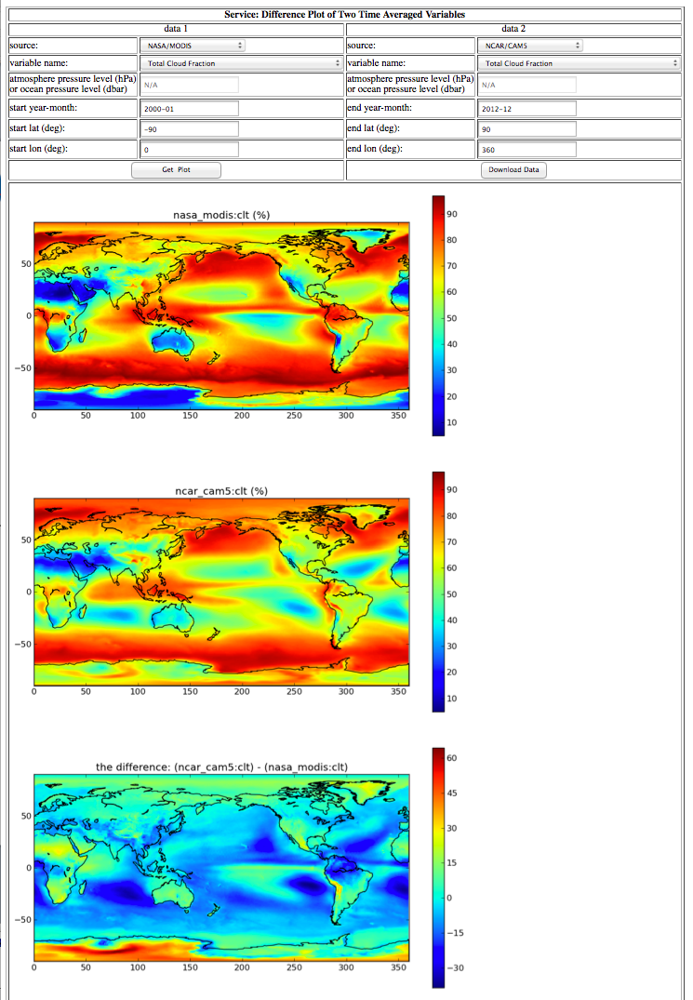 Service: Difference Plot of Two Time Averaged Variables
data 1 data 2
source: NASA/MODIS source: NCAR/CAM5
variable name: Total Cloud Fraction variable name: Total Cloud Fraction
atmosphere pressure level (hPa) atmosphere pressure level (hPa)
or ocean pressure level (dbar) N/A or ocean pressure level (dbar) N/A
start year-month: 2000-01 end year-month: 2012-12
start lat (deg): -90 end lat (deg): 90
start lon (deg): 0 end lon (deg): 360
Get Plot Download Data
nasa_modis:clt (%)
50
0
−50
0 50 100 150 200 250 300 350
90
80
70
60
50
40
30
20
10
ncar_cam5:clt (%)
50
0
−50
0 50 100 150 200 250 300 350
90
80
70
60
50
40
30
20
10
the difference: (ncar_cam5:clt) - (nasa_modis:clt)
50
0
−50
0 50 100 150 200 250 300 350
60
45
30
15
0
−15
−30